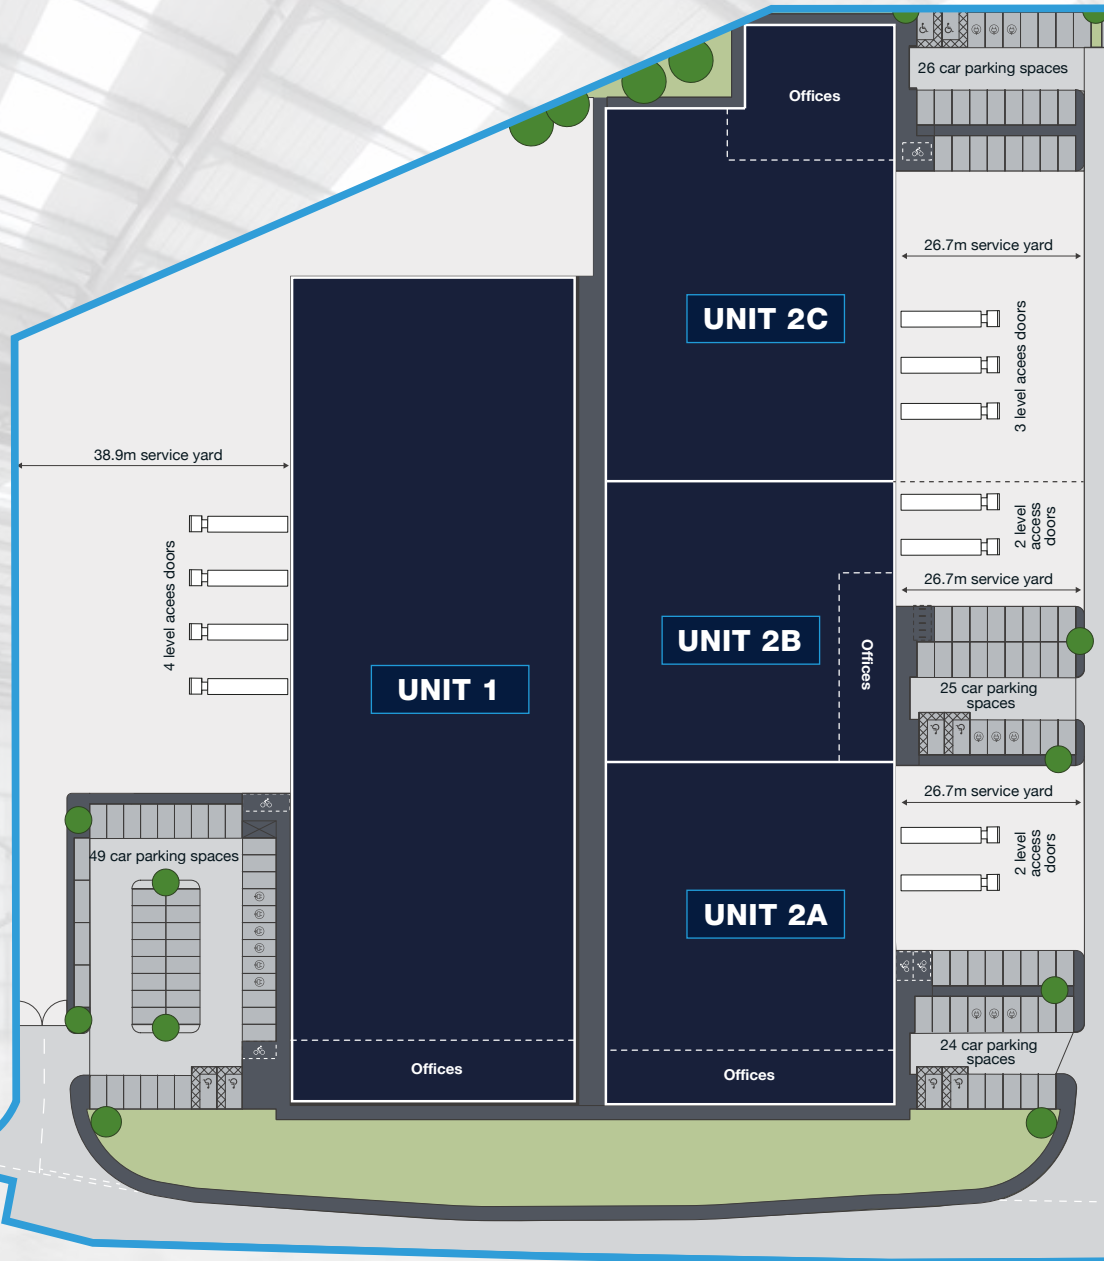 Offices
26 car parking spaces
26.7m service yard
UNIT 2C
3 level acees doors
38.9m service yard
4 level acees doors
2 level
access
doors
26.7m service yard
UNIT 2B
Offices
UNIT 1
25 car parking
spaces
26.7m service yard
2 level
access
doors
49 car parking spaces
UNIT 2A
24 car parking
spaces
Offices
Offices